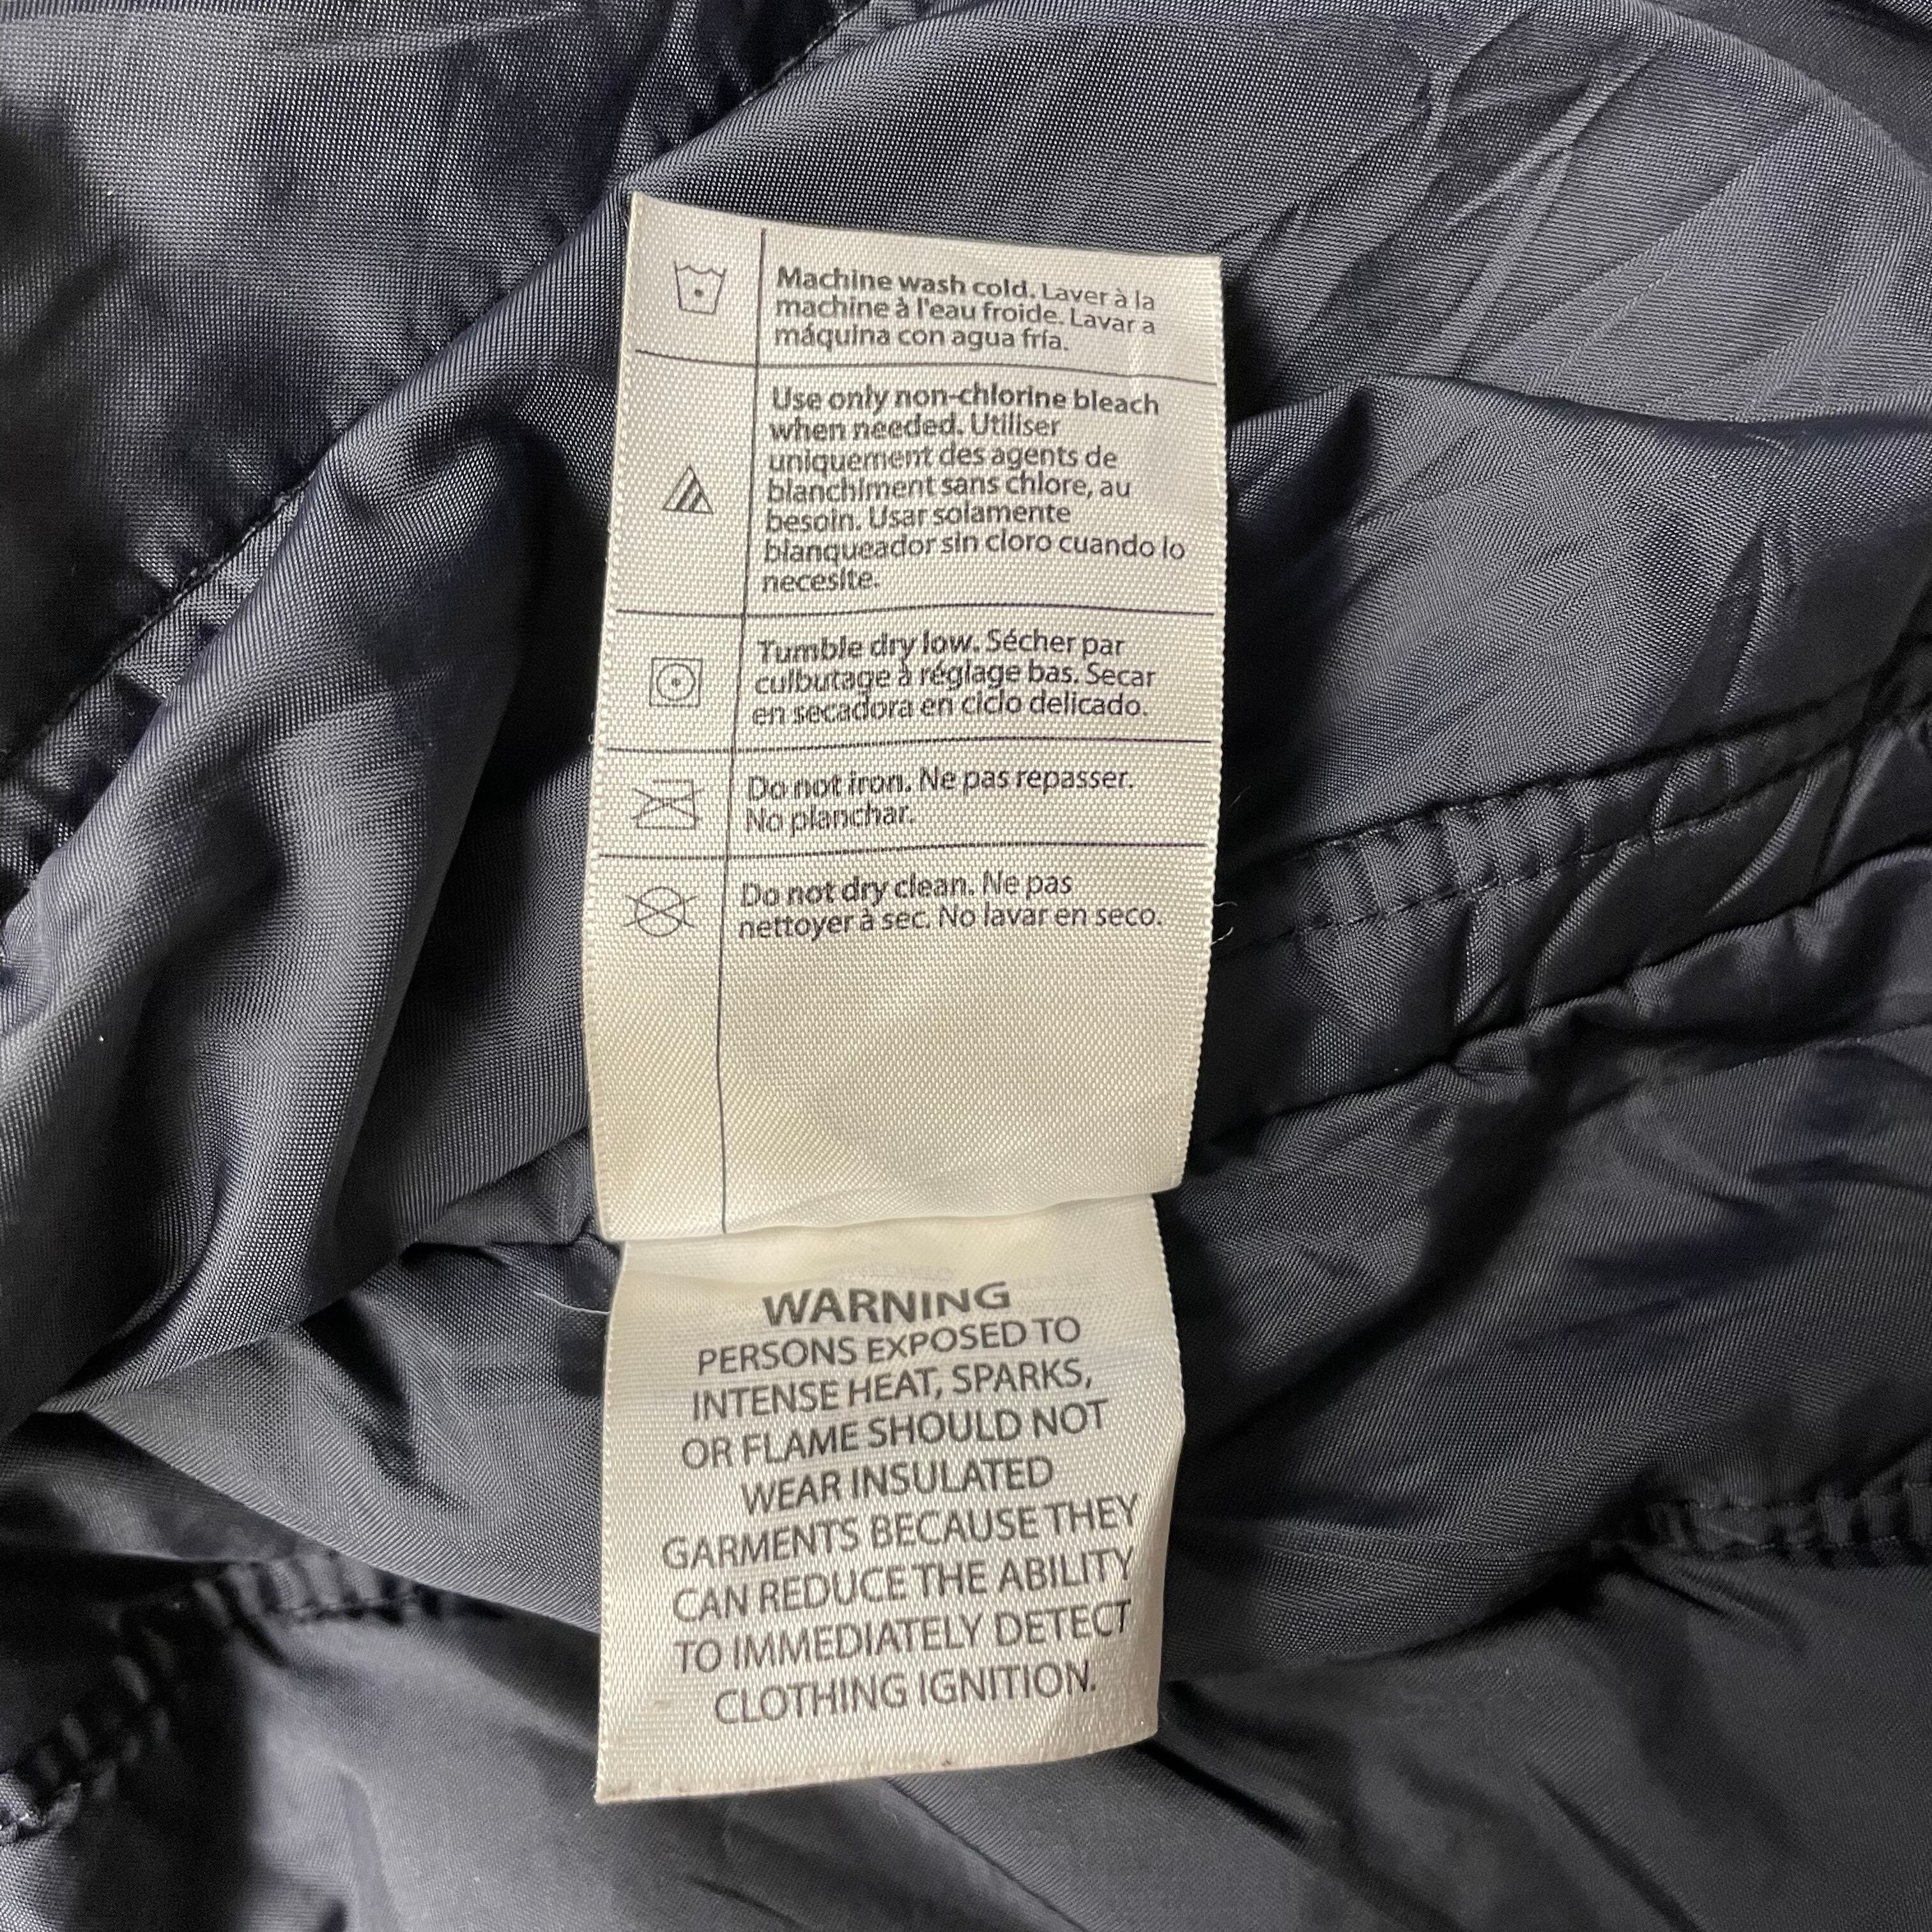 Machine wash cold. Laver à la
machine à l'eau froide. Lavar a
máquina con agua fría.
Use only non-chlorine bleach
when needed. Utiliser
uniquement des agents de
blanchiment sans chlore, au
besoin. Usar solamente
blanqueador sin cloro cuando lo
necesite.
Tumble dry low. Sécher par
culbutage à réglage bas. Secar
en secadora en ciclo delicado.
Do not iron. Ne pas repasser.
No planchar.
Do not dry clean. Ne pas
nettoyer à sec. No lavar en seco.
WARNING
PERSONS EXPOSED TO
INTENSE HEAT, SPARKS,
OR FLAME SHOULD NOT
WEAR INSULATED
GARMENTS BECAUSE THEY
CAN REDUCE THE ABILITY
TO IMMEDIATELY DETECT
CLOTHING IGNITION.